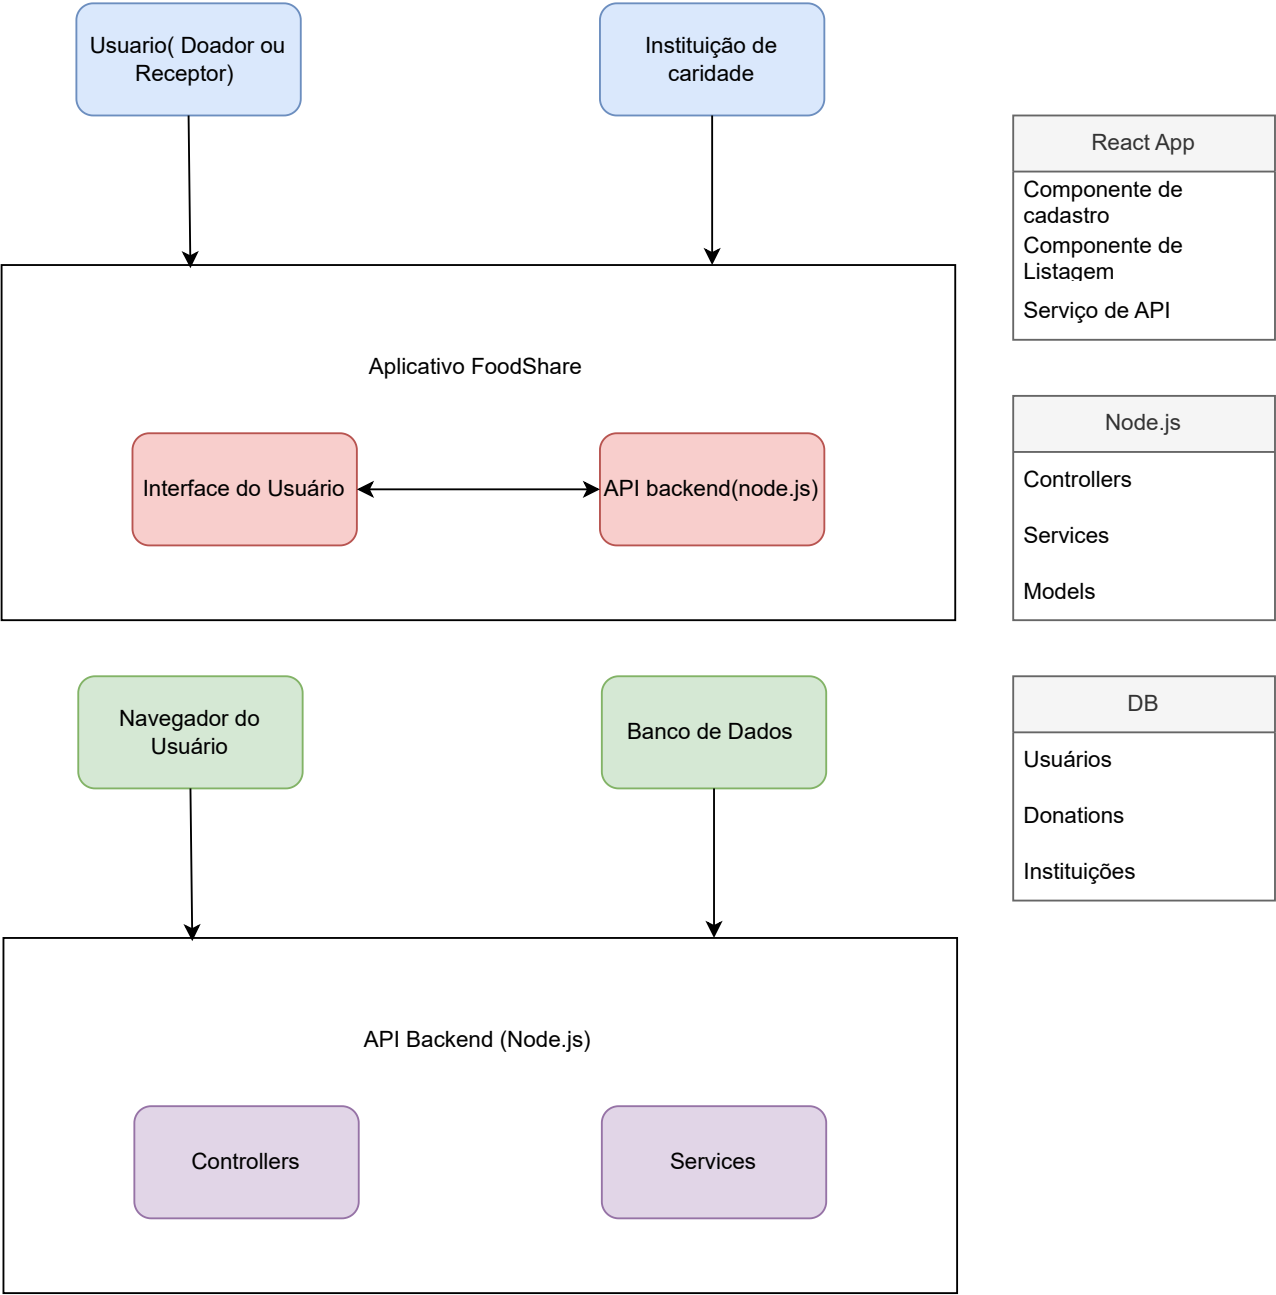 Usuario( Doador ou
Receptor)
Instituição de
caridade
Aplicativo FoodShare
Interface do Usuário
API backend(node.js)
Navegador do
Usuário
Banco de Dados
API Backend (Node.js)
Controllers
Services
React App
Componente de
cadastro
Componente de
Listagem
Serviço de API
Node.js
Controllers
Services
Models
DB
Usuários
Donations
Instituições